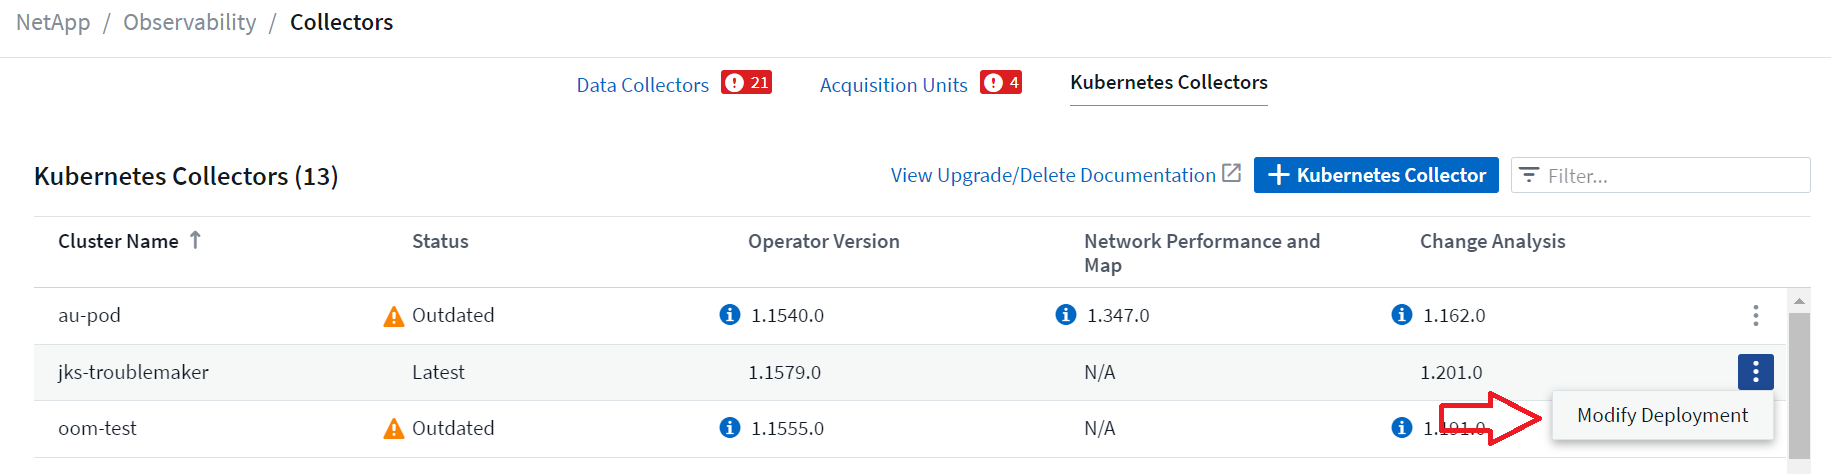 NetApp / Observability / Collectors
Data Collectors 21 Acquisition Units 4 Kubernetes Collectors
Kubernetes Collectors (13) View Upgrade/Delete Documentation + Kubernetes Collector Filter...
Cluster Name ↑ Status Operator Version Network Performance and Map Change Analysis
au-pod Outdated 1.1540.0 1.347.0 1.162.0
jks-troublemaker Latest 1.1579.0 N/A 1.201.0
Modify Deployment
oom-test Outdated 1.1555.0 N/A 1.191.0